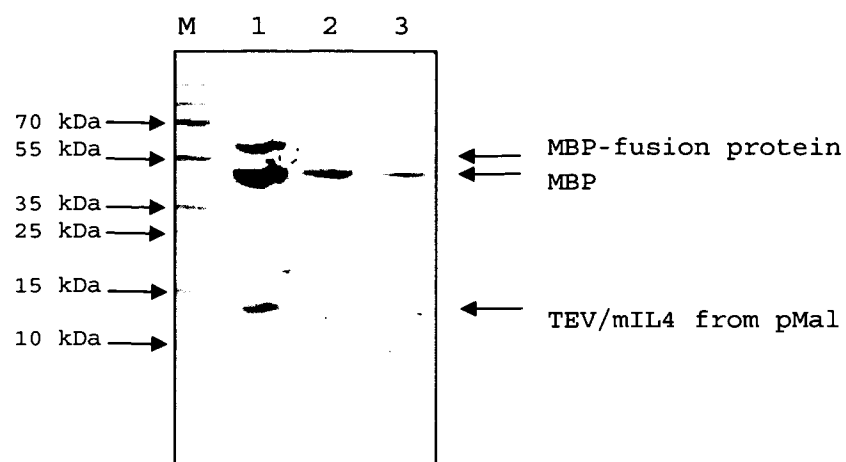 M 1 2 3
70 kDa
55 kDa
35 kDa
25 kDa
15 kDa
10 kDa
MBP-fusion protein
MBP
TEV/mIL4 from pMal